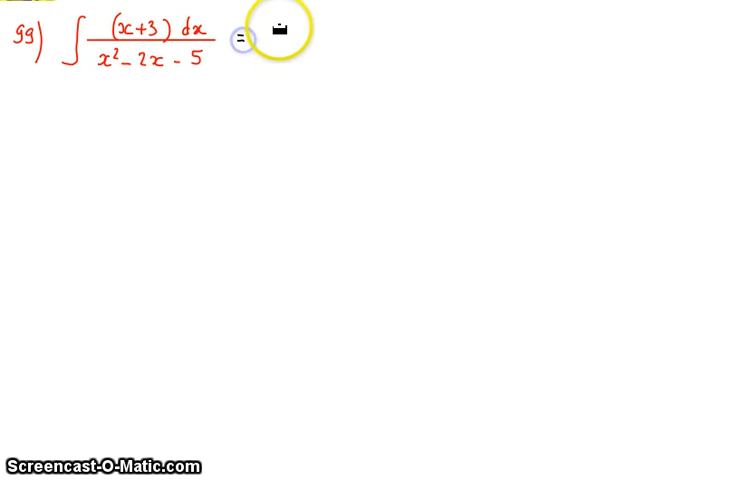 99) ∫ (x+3) dx / x² - 2x - 5 =
Screencast-O-Matic.com